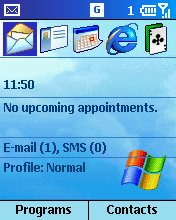 G 1
11:50
No upcoming appointments.
E-mail (1), SMS (0)
Profile: Normal
Programs Contacts